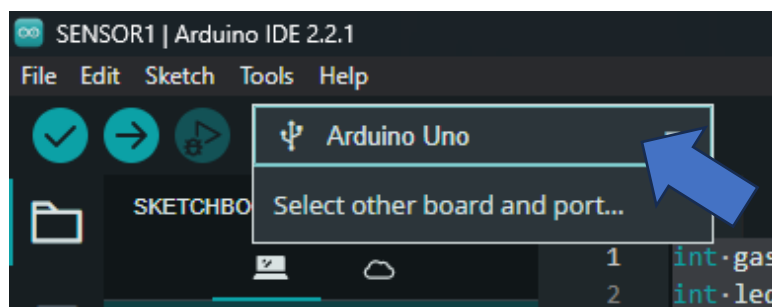 SENSOR1 | Arduino IDE 2.2.1
File Edit Sketch Tools Help
Arduino Uno
Select other board and port...
1 int·gas
2 int·led